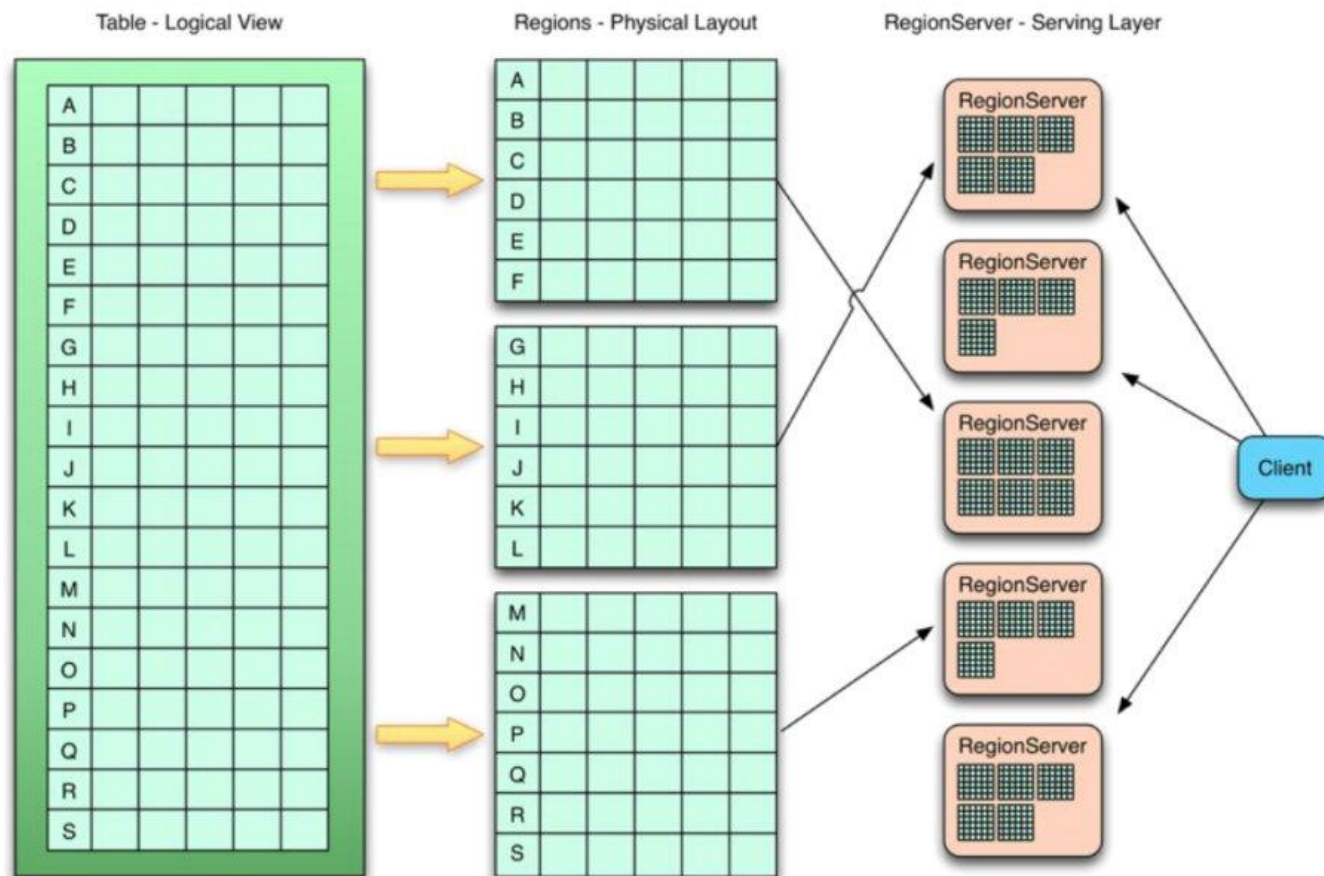 Table - Logical View
Regions - Physical Layout
RegionServer - Serving Layer
A
B
C
D
E
F
G
H
I
J
K
L
M
N
O
P
Q
R
S
A
B
C
D
E
F
G
H
I
J
K
L
M
N
O
P
Q
R
S
RegionServer
RegionServer
RegionServer
RegionServer
RegionServer
Client